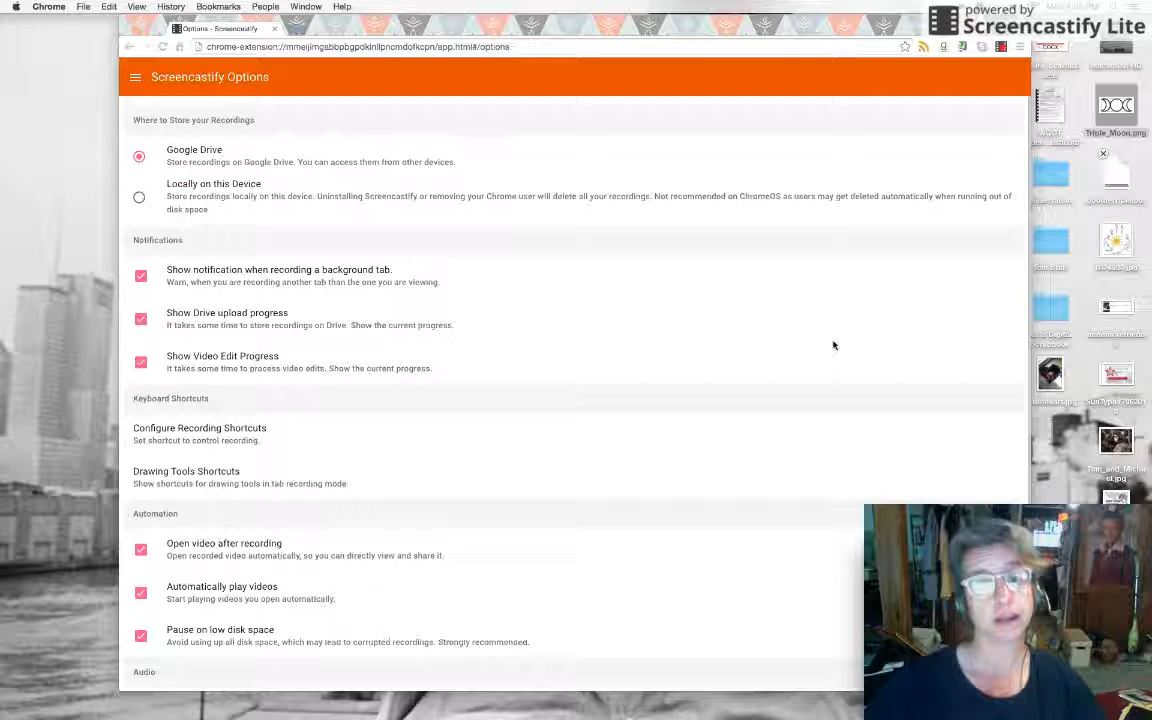 Chrome File Edit View History Bookmarks People Window Help
powered by
Screencastify Lite
Options - Screencastify
chrome-extension://mmeijimgabbpbgpdklnllpncmdofkcpn/app.html#/options
Screencastify Options
Where to Store your Recordings
Google Drive
Store recordings on Google Drive. You can access them from other devices.
Locally on this Device
Store recordings locally on this device. Uninstalling Screencastify or removing your Chrome user will delete all your recordings. Not recommended on ChromeOS as users may get deleted automatically when running out of
disk space
Notifications
Show notification when recording a background tab.
Warn, when you are recording another tab than the one you are viewing.
Show Drive upload progress
It takes some time to store recordings on Drive. Show the current progress.
Show Video Edit Progress
It takes some time to process video edits. Show the current progress.
Keyboard Shortcuts
Configure Recording Shortcuts
Set shortcut to control recording.
Drawing Tools Shortcuts
Show shortcuts for drawing tools in tab recording mode.
Automation
Open video after recording
Open recorded video automatically, so you can directly view and share it.
Automatically play videos
Start playing videos you open automatically.
Pause on low disk space
Avoid using up all disk space, which may lead to corrupted recordings. Strongly recommended.
Audio
Triple_Moon.png
Tom_and_Micha
el.jpg